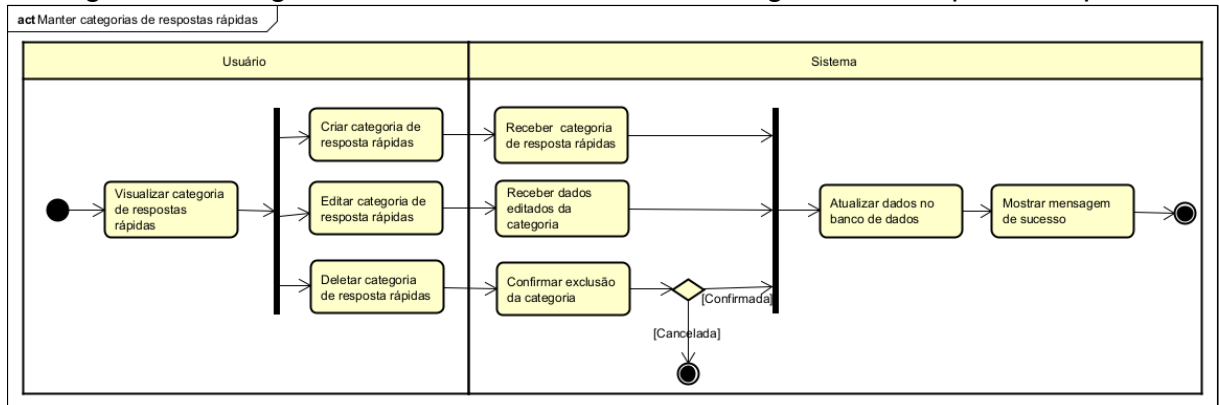 act Manter categorias de respostas rápidas
Usuário
Sistema
Visualizar categoria
de respostas
rápidas
Criar categoria de
resposta rápidas
Editar categoria de
resposta rápidas
Deletar categoria
de resposta rápidas
Receber categoria
de resposta rápidas
Receber dados
editados da
categoria
Confirmar exclusão
da categoria
[Confirmada]
[Cancelada]
Atualizar dados no
banco de dados
Mostrar mensagem
de sucesso